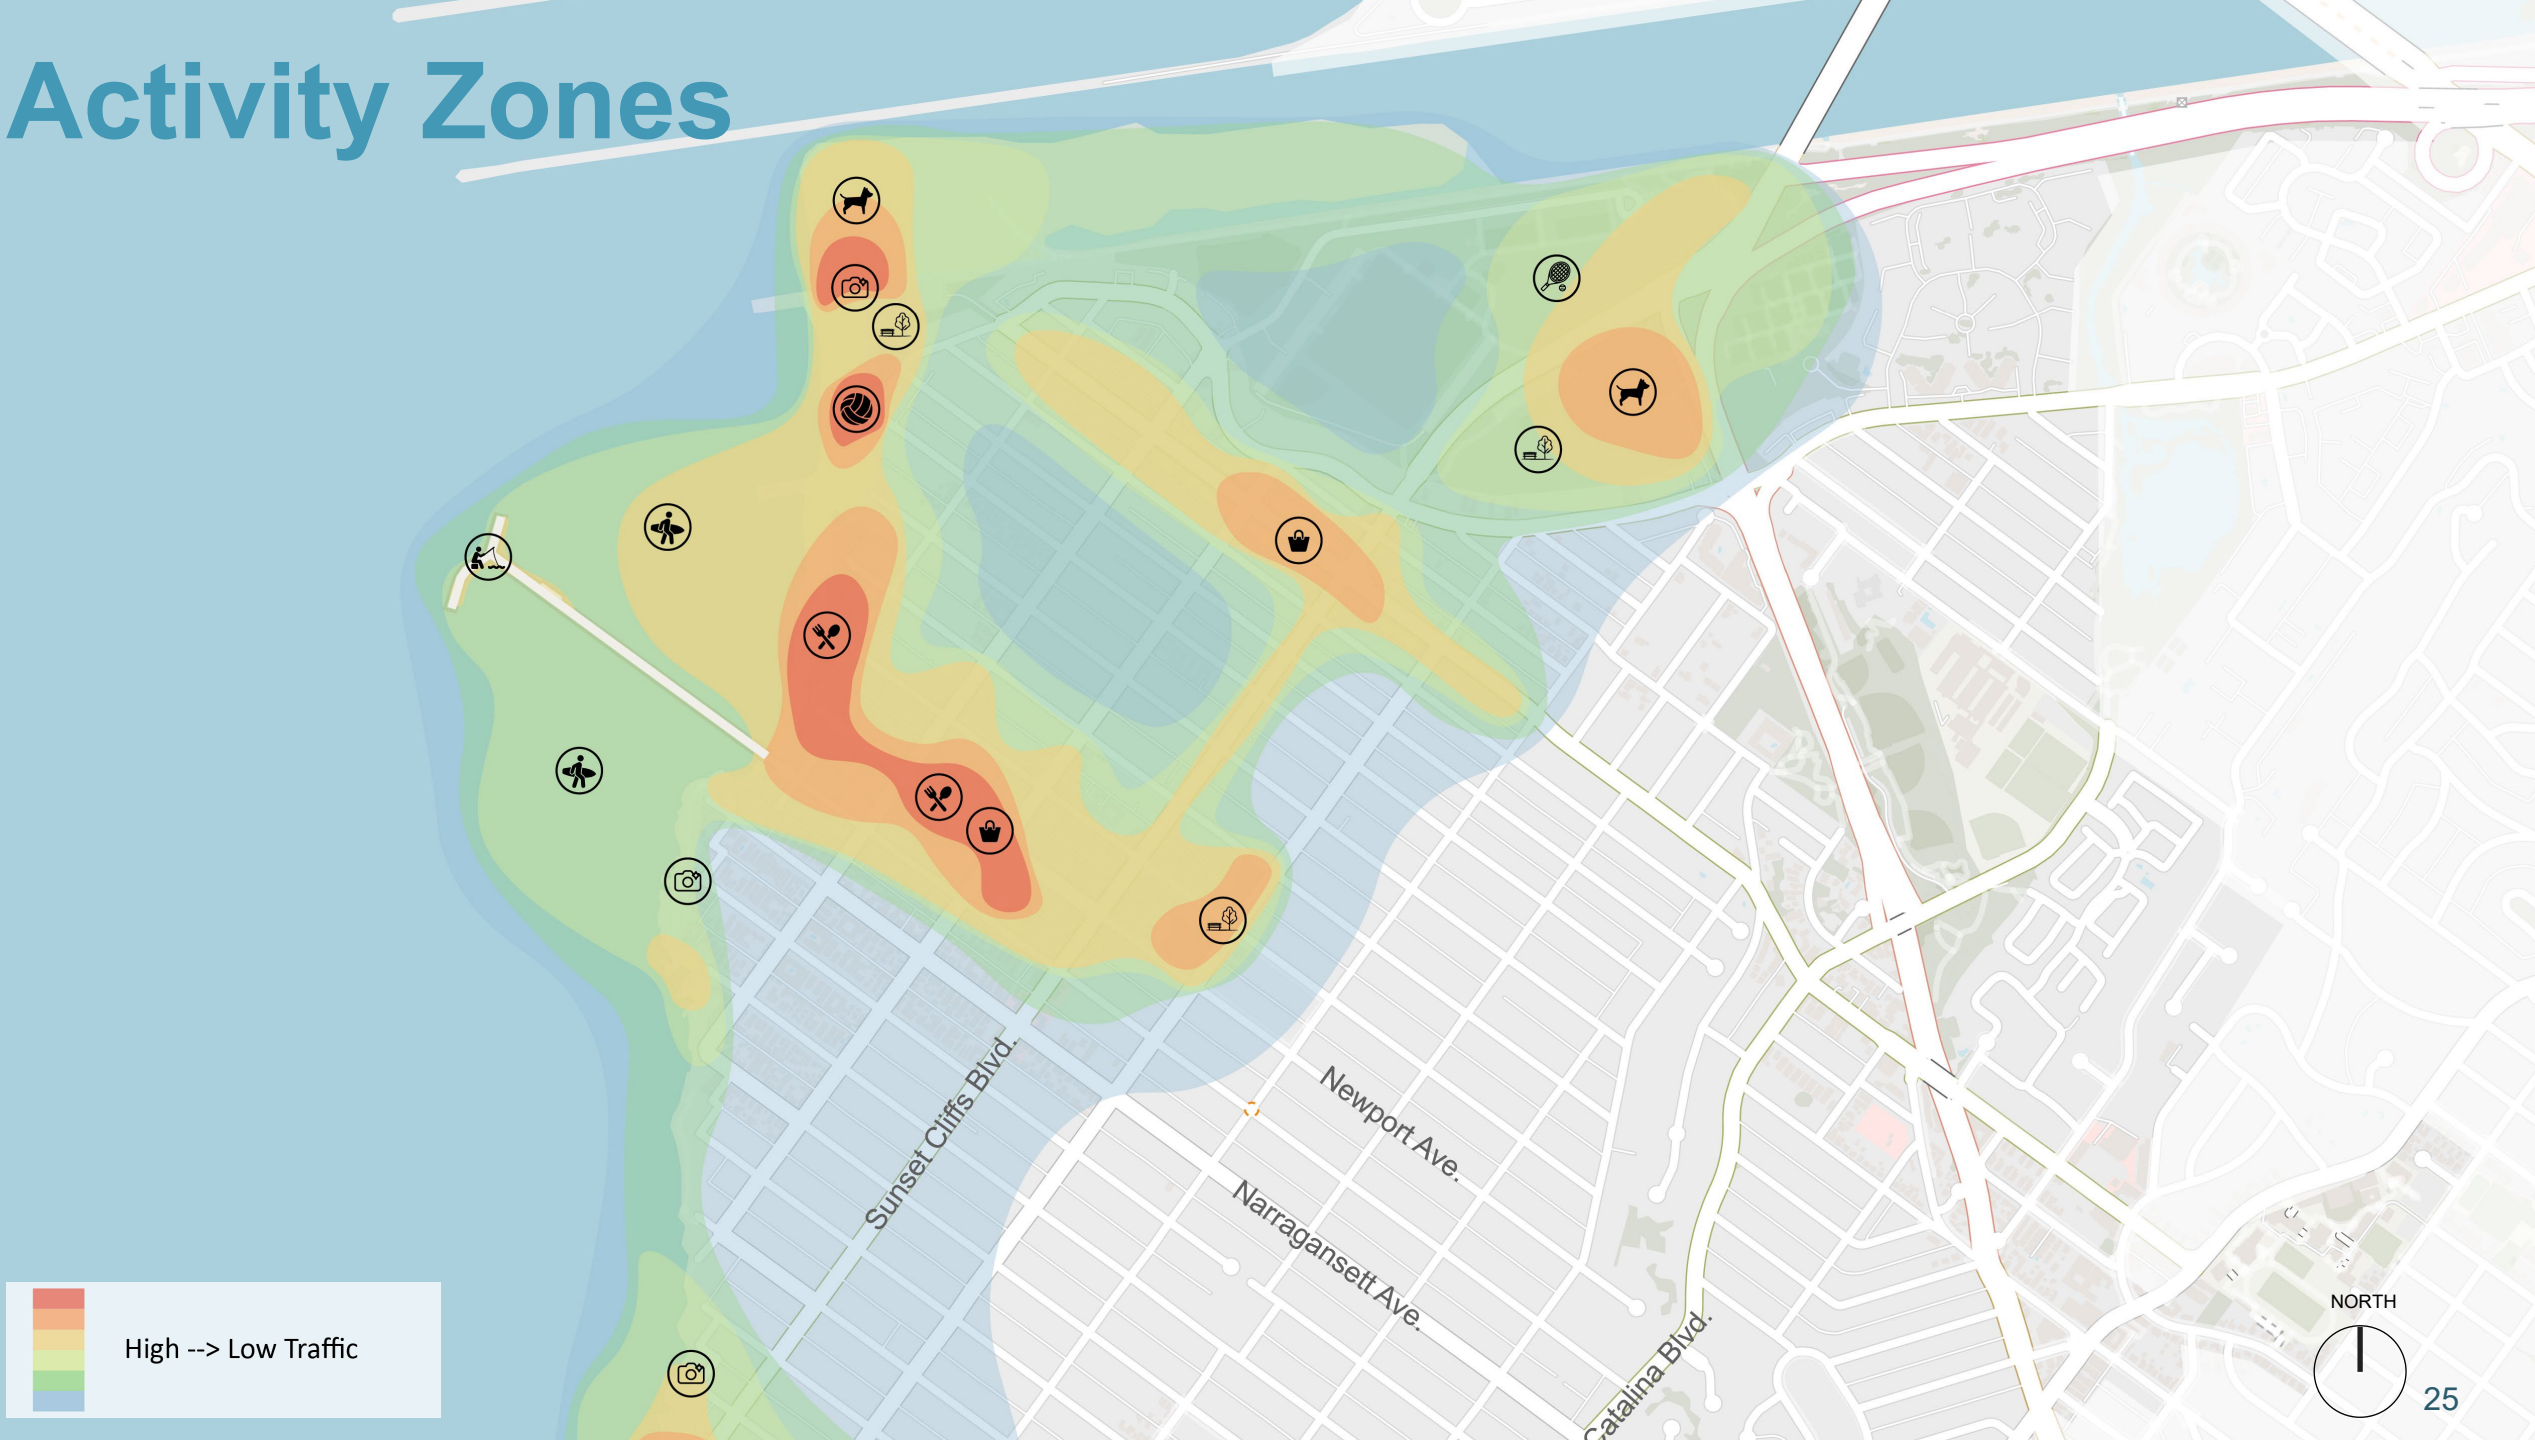 Activity Zones
Sunset Cliffs Blvd.
Newport Ave.
Narragansett Ave.
Catalina Blvd.
High --> Low Traffic
NORTH
25